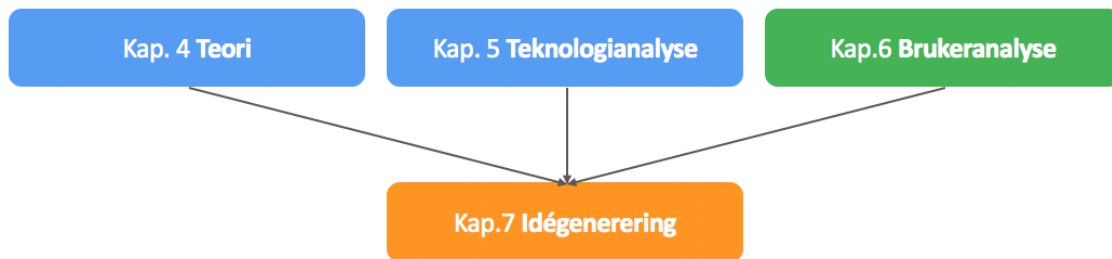 Kap. 4 Teori
Kap. 5 Teknologianalyse
Kap.6 Brukeranalyse
Kap.7 Idégenerering